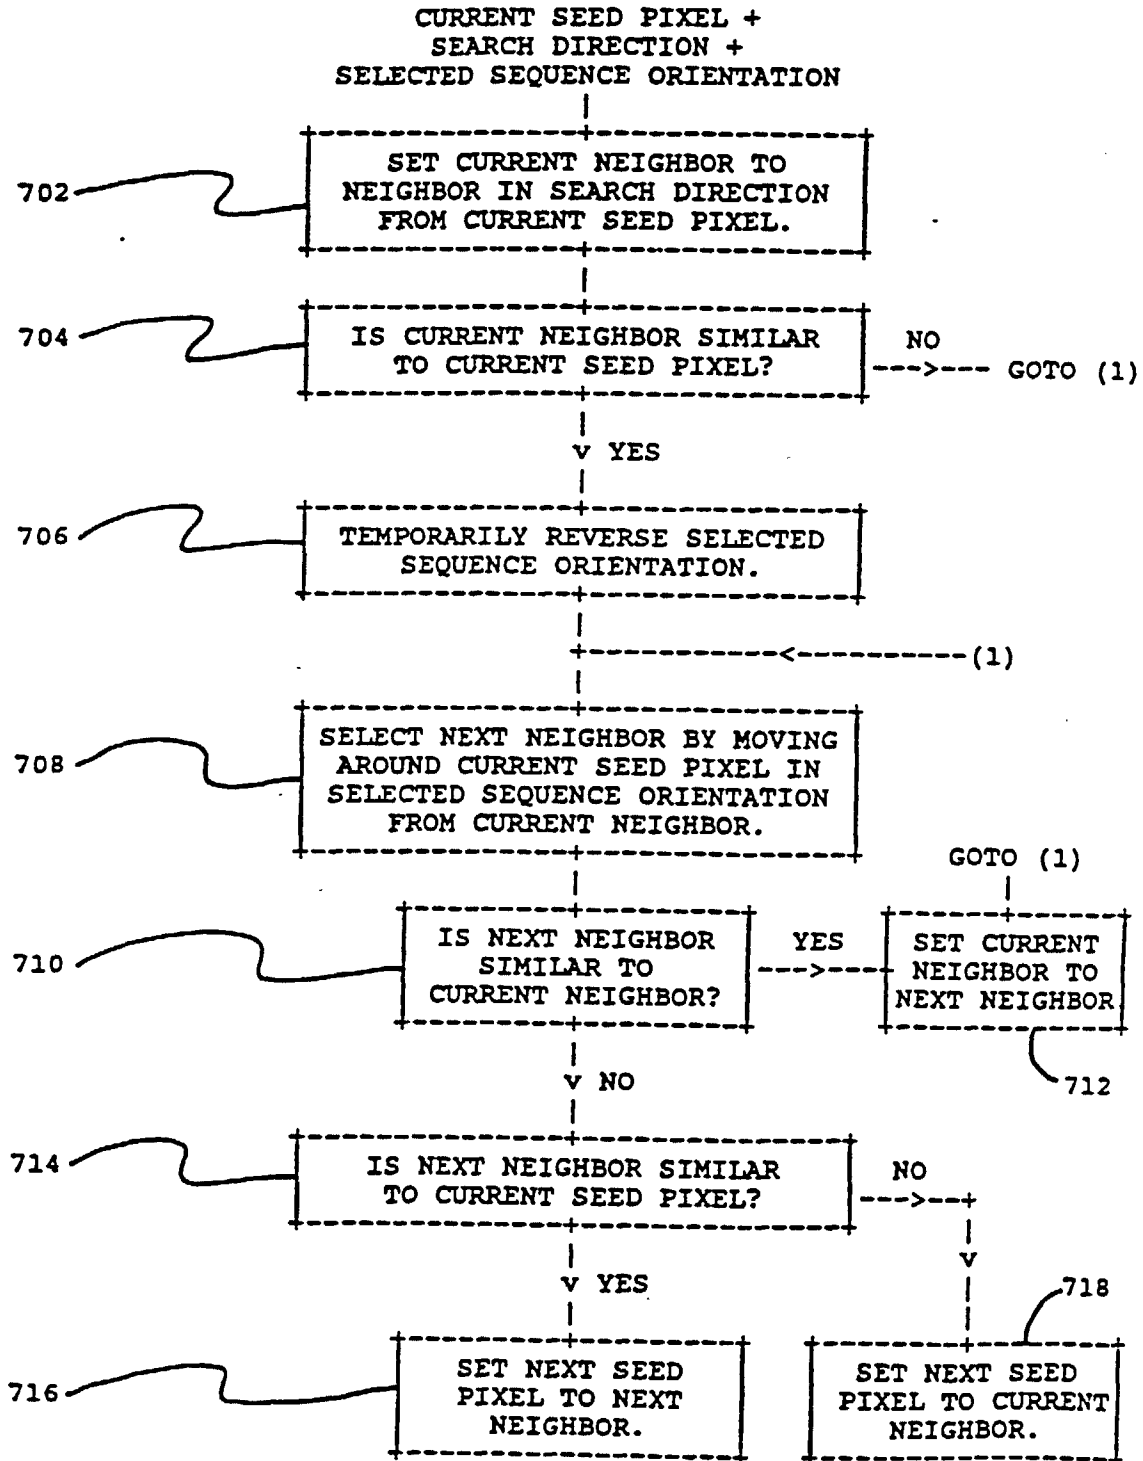 CURRENT SEED PIXEL +
SEARCH DIRECTION +
SELECTED SEQUENCE ORIENTATION
702
SET CURRENT NEIGHBOR TO
NEIGHBOR IN SEARCH DIRECTION
FROM CURRENT SEED PIXEL.
704
IS CURRENT NEIGHBOR SIMILAR
TO CURRENT SEED PIXEL?
NO
--->--- GOTO (1)
v YES
706
TEMPORARILY REVERSE SELECTED
SEQUENCE ORIENTATION.
(1)
708
SELECT NEXT NEIGHBOR BY MOVING
AROUND CURRENT SEED PIXEL IN
SELECTED SEQUENCE ORIENTATION
FROM CURRENT NEIGHBOR.
GOTO (1)
710
IS NEXT NEIGHBOR
SIMILAR TO
CURRENT NEIGHBOR?
YES
SET CURRENT
NEIGHBOR TO
NEXT NEIGHBOR
712
v NO
714
IS NEXT NEIGHBOR SIMILAR
TO CURRENT SEED PIXEL?
NO
v
v YES
718
716
SET NEXT SEED
PIXEL TO NEXT
NEIGHBOR.
SET NEXT SEED
PIXEL TO CURRENT
NEIGHBOR.